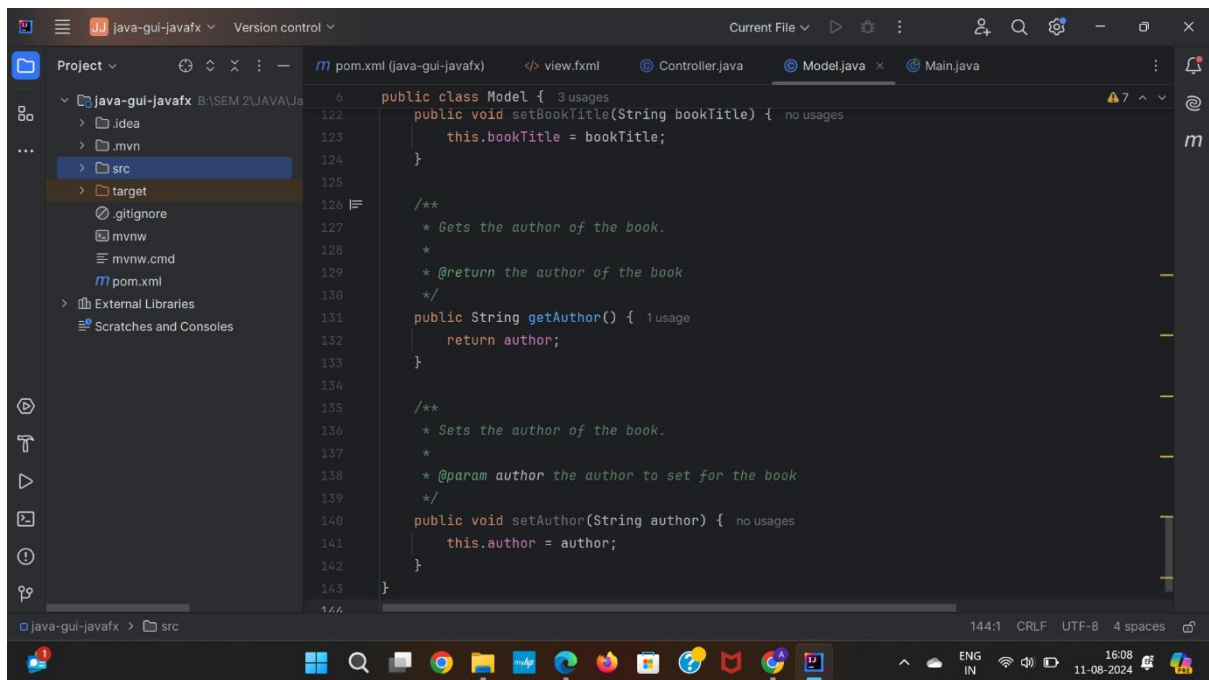 JJ java-gui-javafx Version control Current File
Project
pom.xml (java-gui-javafx) view.fxml Controller.java Model.java Main.java
java-gui-javafx B:\SEM 2\JAVA\Ja
.idea
.mvn
src
target
.gitignore
mvnw
mvnw.cmd
pom.xml
External Libraries
Scratches and Consoles
6 public class Model { 3 usages 7
122 public void setBookTitle(String bookTitle) { no usages
123 this.bookTitle = bookTitle;
124 }
125
126 /**
127 * Gets the author of the book.
128 *
129 * @return the author of the book
130 */
131 public String getAuthor() { 1 usage
132 return author;
133 }
134
135 /**
136 * Sets the author of the book.
137 *
138 * @param author the author to set for the book
139 */
140 public void setAuthor(String author) { no usages
141 this.author = author;
142 }
143 }
144
java-gui-javafx > src 144:1 CRLF UTF-8 4 spaces
1 ENG 16:08
IN 11-08-2024
PRE